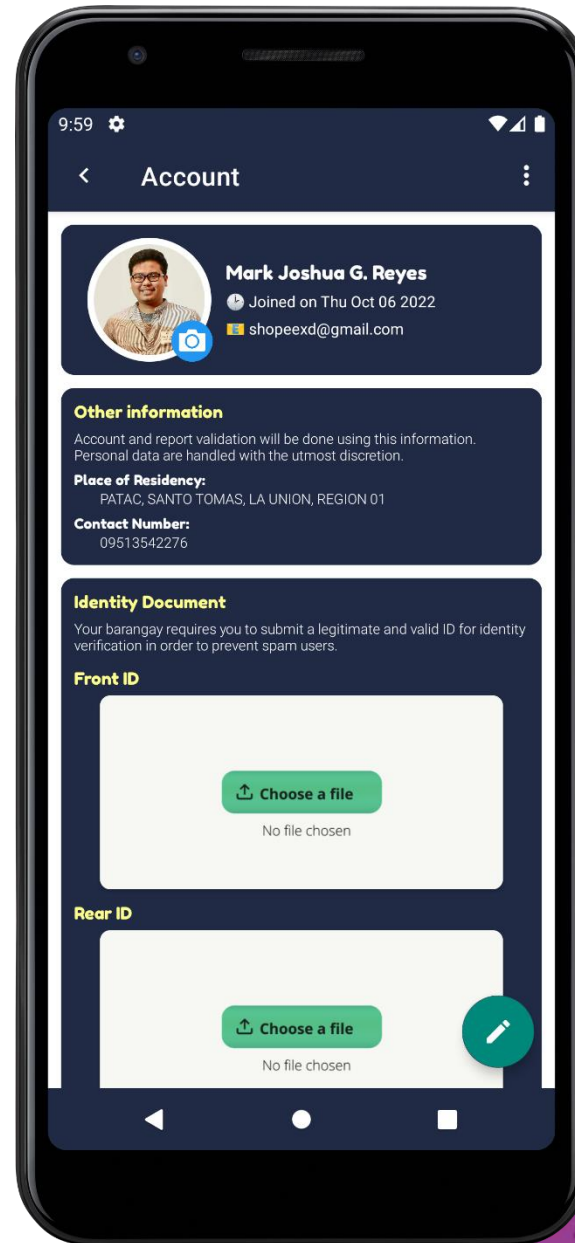 9:59
Account
Mark Joshua G. Reyes
Joined on Thu Oct 06 2022
shopeexd@gmail.com
Other information
Account and report validation will be done using this information.
Personal data are handled with the utmost discretion.
Place of Residency:
PATAC, SANTO TOMAS, LA UNION, REGION 01
Contact Number:
09513542276
Identity Document
Your barangay requires you to submit a legitimate and valid ID for identity
verification in order to prevent spam users.
Front ID
Choose a file
No file chosen
Rear ID
Choose a file
No file chosen